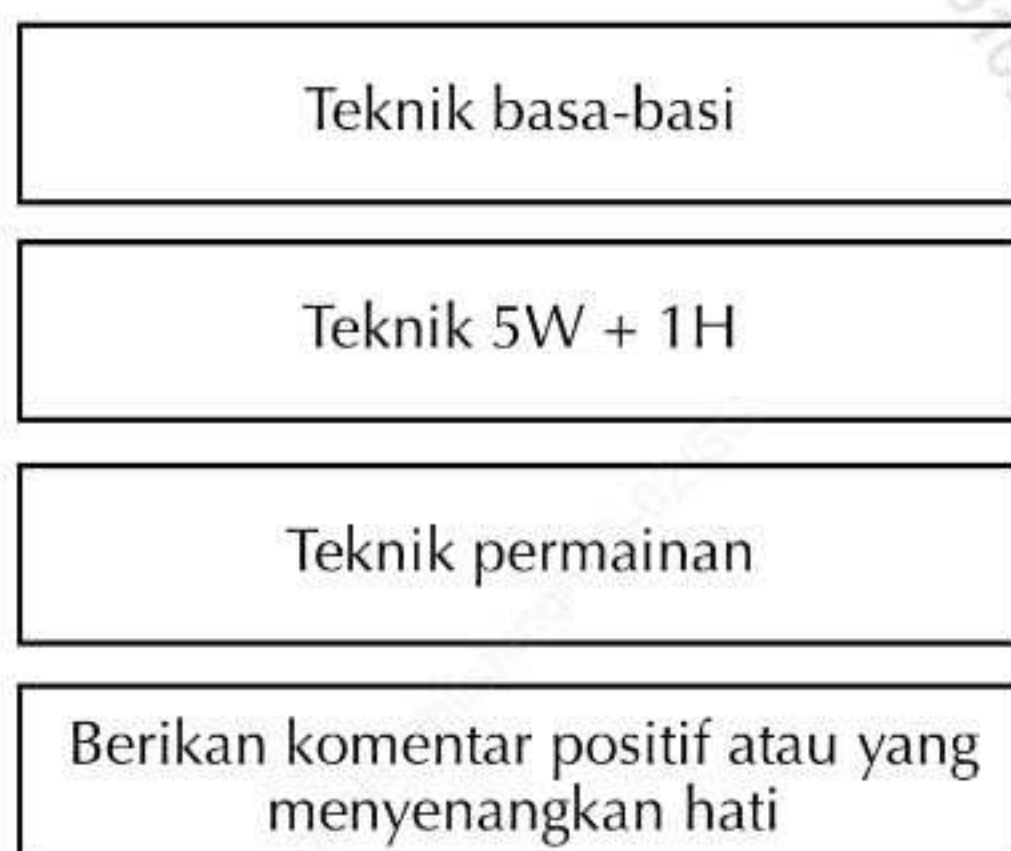 Teknik basa-basi
Teknik 5W + 1H
Teknik permainan
Berikan komentar positif atau yang
menyenangkan hati